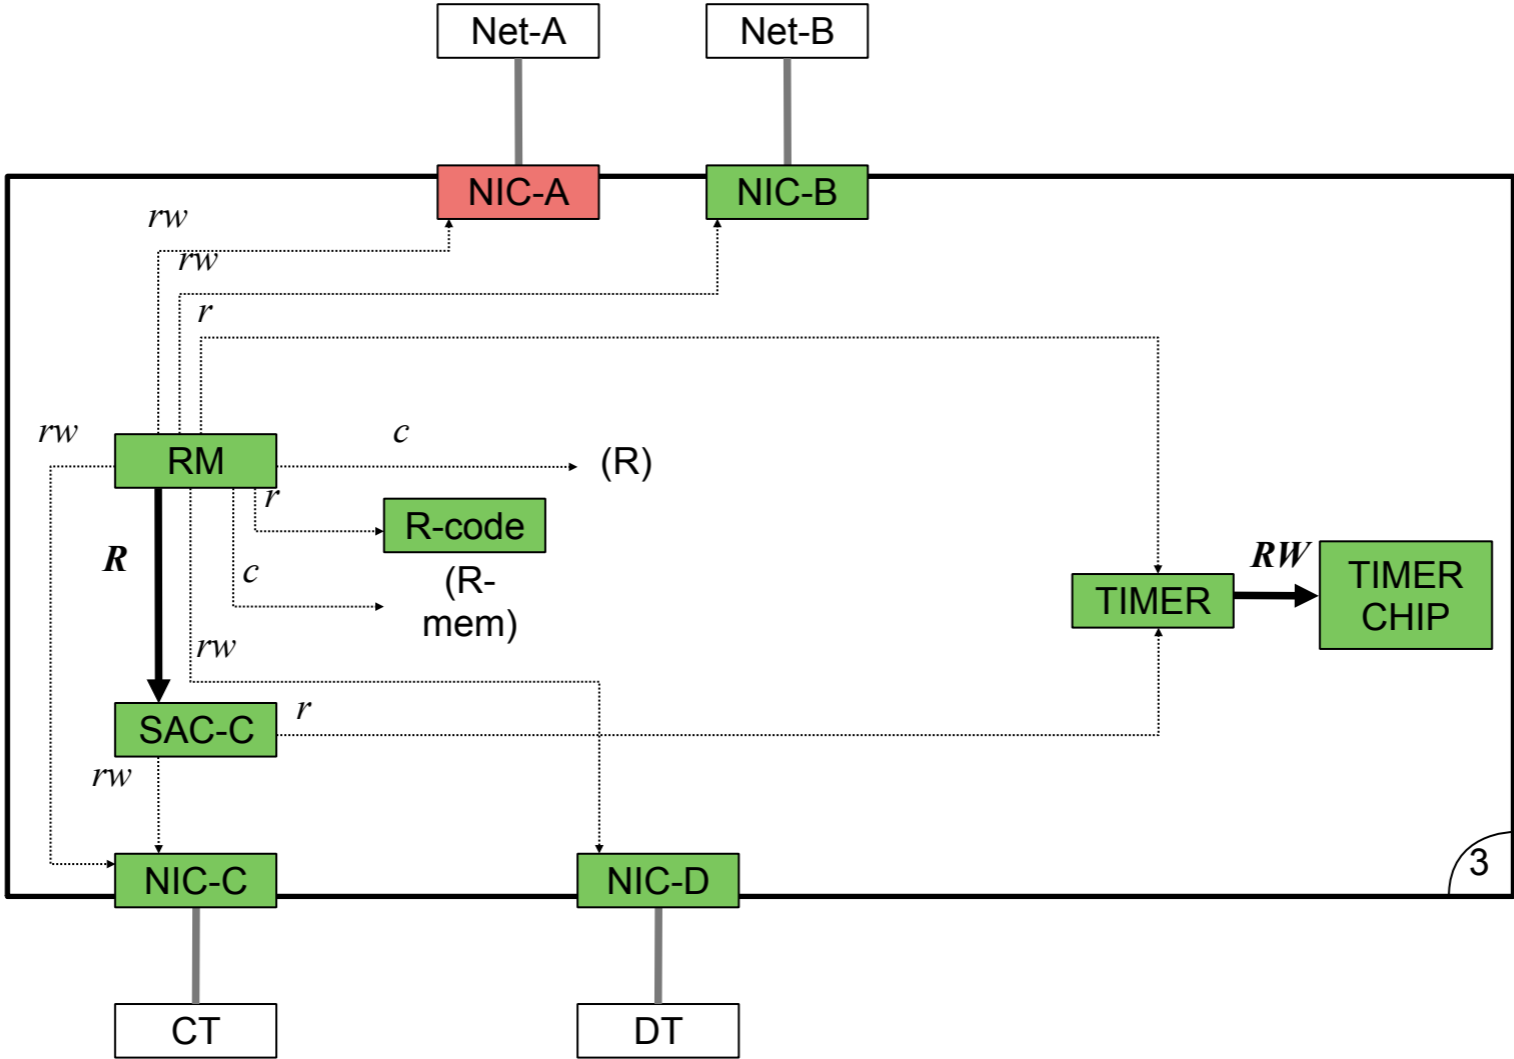 Net-A
Net-B
NIC-A
NIC-B
rw
rw
r
rw
c
RM
(R)
r
R-code
R
c
(R-
mem)
RW
TIMER
CHIP
TIMER
rw
SAC-C
r
rw
NIC-C
NIC-D
3
CT
DT